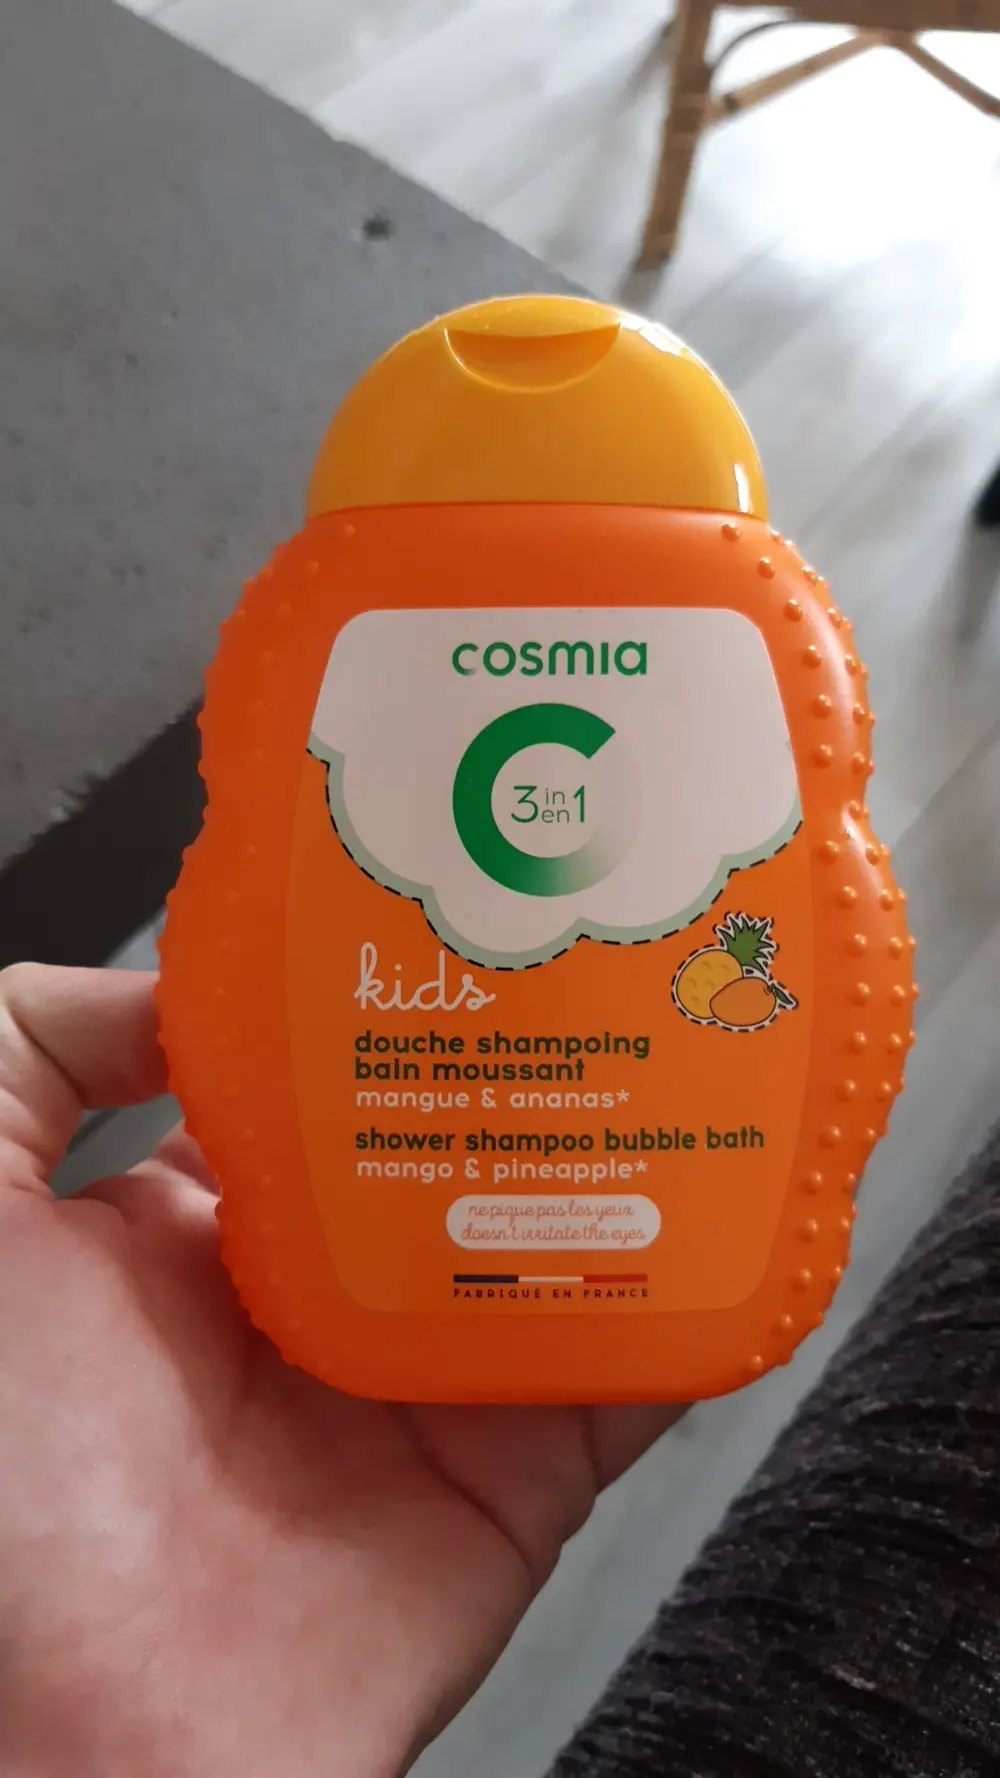 cosmia
3 in en 1
kids
douche shampoing
bain moussant
mangue & ananas*
shower shampoo bubble bath
mango & pineapple*
ne pique pas les yeux
doesn't irritate the eyes
FABRIQUÉ EN FRANCE